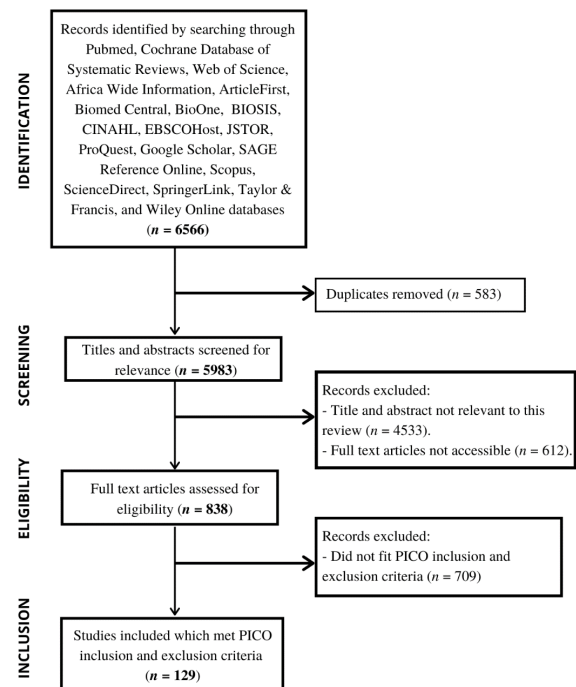 IDENTIFICATION
Records identified by searching through
Pubmed, Cochrane Database of
Systematic Reviews, Web of Science,
Africa Wide Information, ArticleFirst,
Biomed Central, BioOne, BIOSIS,
CINAHL, EBSCOHost, JSTOR,
ProQuest, Google Scholar, SAGE
Reference Online, Scopus,
ScienceDirect, SpringerLink, Taylor &
Francis, and Wiley Online databases
(n = 6566)
Duplicates removed (n = 583)
SCREENING
Titles and abstracts screened for
relevance (n = 5983)
Records excluded:
- Title and abstract not relevant to this
review (n = 4533).
- Full text articles not accessible (n = 612).
ELIGIBILITY
Full text articles assessed for
eligibility (n = 838)
Records excluded:
- Did not fit PICO inclusion and
exclusion criteria (n = 709)
INCLUSION
Studies included which met PICO
inclusion and exclusion criteria
(n = 129)